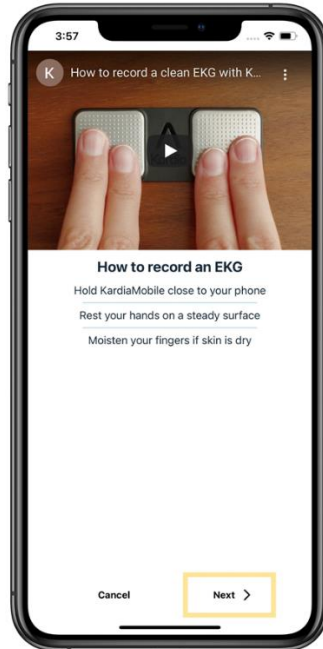 3:57
K
How to record a clean EKG with K...
How to record an EKG
Hold KardiaMobile close to your phone
Rest your hands on a steady surface
Moisten your fingers if skin is dry
Cancel
Next